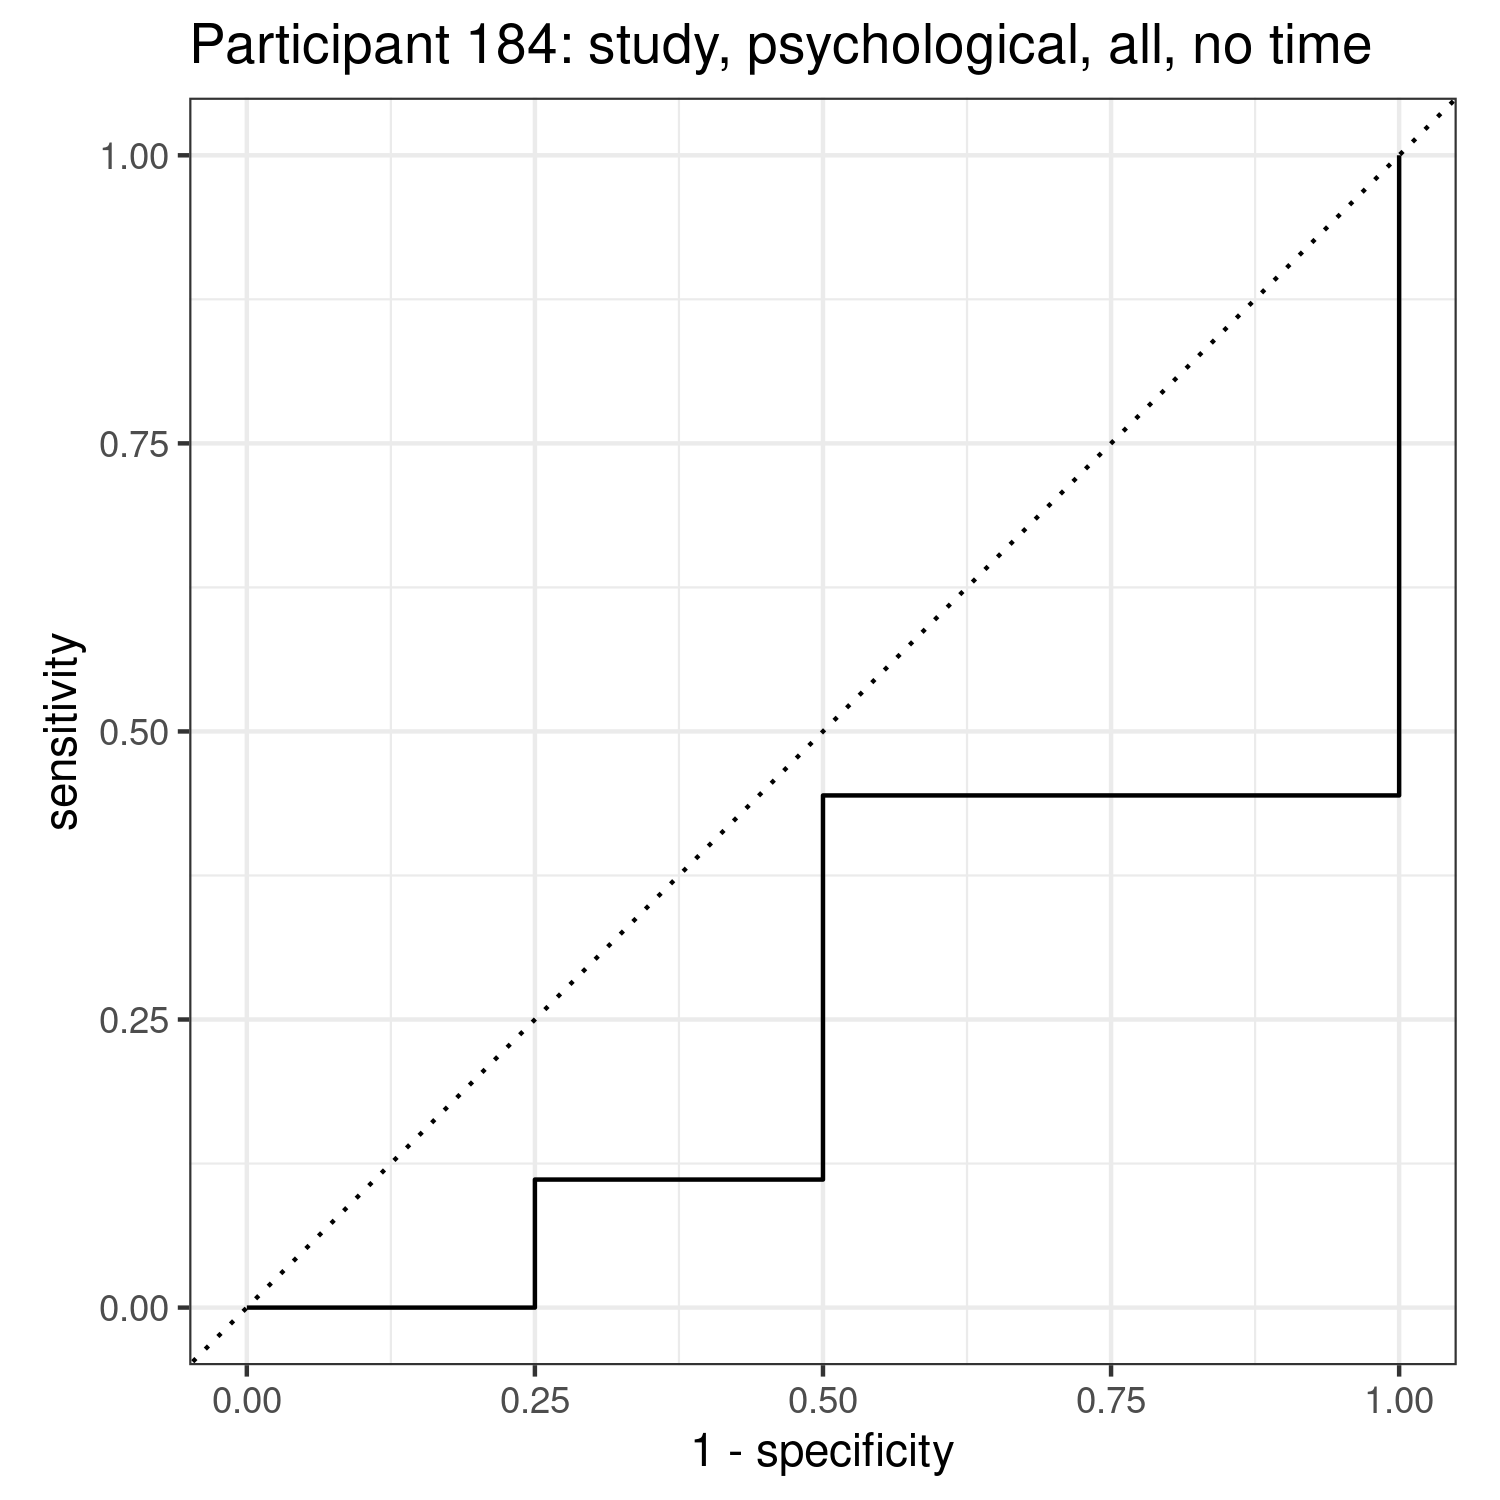 Participant 184: study, psychological, all, no time
1.00
0.75
0.50
0.25
0.00
sensitivity
0.00 0.25 0.50 0.75 1.00
1 - specificity